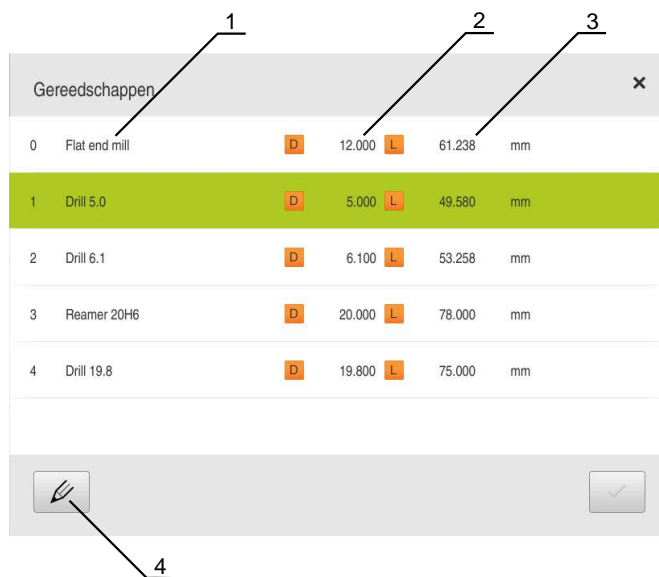 1 2 3
Gereedschappen ×
0 Flat end mill D 12.000 L 61.238 mm
1 Drill 5.0 D 5.000 L 49.580 mm
2 Drill 6.1 D 6.100 L 53.258 mm
3 Reamer 20H6 D 20.000 L 78.000 mm
4 Drill 19.8 D 19.800 L 75.000 mm
4